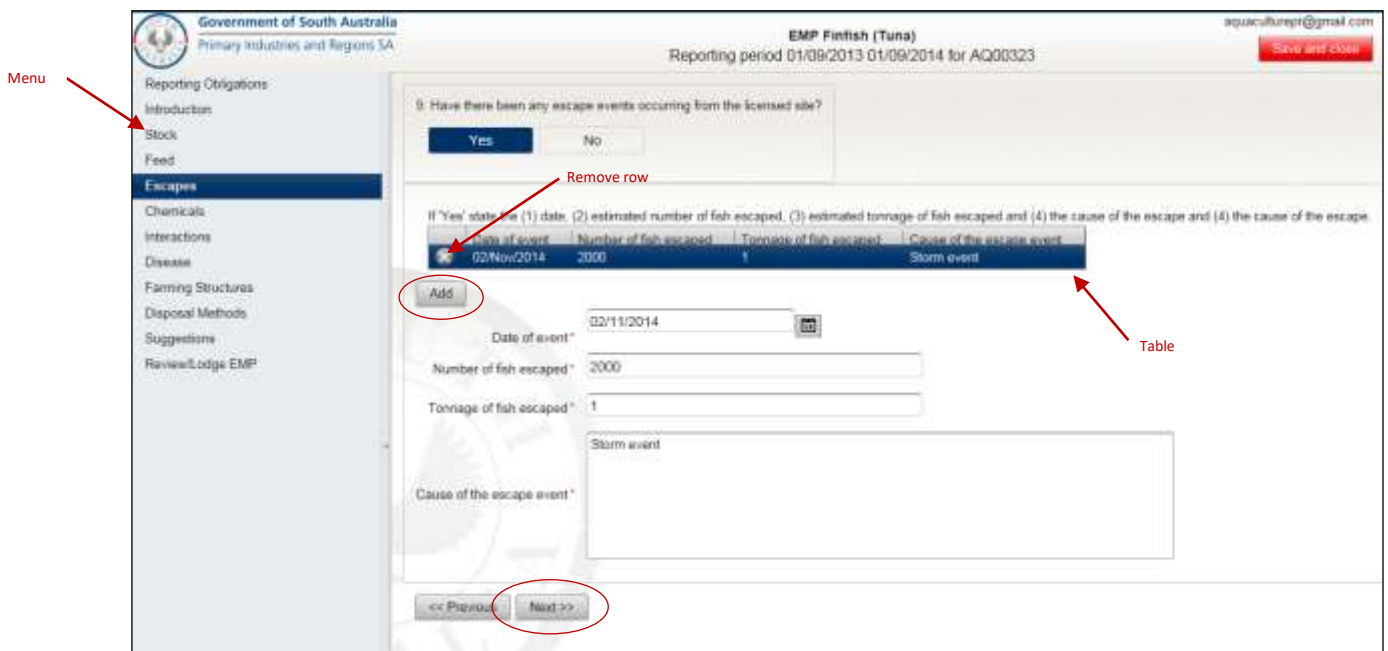 Government of South Australia
Primary Industries and Regions SA
EMP Finfish (Tuna)
Reporting period 01/09/2013 01/09/2014 for AQ00323
aquaculturepr@gmail.com
Save and close
Menu
Reporting Obligations
Introduction
Stock
Feed
Escapes
Chemicals
Interactions
Disease
Farming Structures
Disposal Methods
Suggestions
Review/Lodge EMP
9. Have there been any escape events occurring from the licensed site?
Yes No
Remove row
If 'Yes' state the (1) date, (2) estimated number of fish escaped, (3) estimated tonnage of fish escaped and (4) the cause of the escape and (4) the cause of the escape.
Date of event Number of fish escaped Tonnage of fish escaped Cause of the escape event
02/Nov/2014 2000 1 Storm event
Add
Table
Date of event* 02/11/2014
Number of fish escaped* 2000
Tonnage of fish escaped* 1
Cause of the escape event* Storm event
<< Previous Next >>